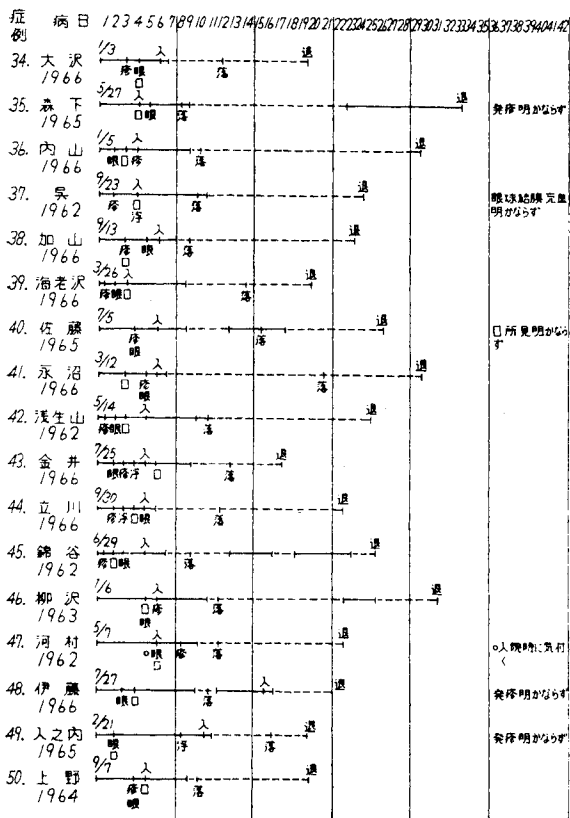 症例 病日 1 2 3 4 5 6 7 8 9 10 11 12 13 14 15 16 17 18 19 20 21 22 23 24 25 26 27 28 29 30 31 32 33 34 35 36 37 38 39 40 41 42
1/3 入 退
34. 大沢
疹 眼 落
1966 口
5/27 入 退
35. 森下 発疹明かならず
口 眼 落
1965
1/5 入 退
36. 内山
眼 口 疹 落
1966
9/23 入 退
37. 呉 眼球結膜充血
疹 口 落 明かならず
1962 浮
9/13 入 退
38. 加山
疹 眼 落
1966 口
3/26 入 退
39. 海老沢
疹 眼 口 落
1966
7/5 入 退
40. 佐藤 口所見明かなら
疹 落 ず
1965 眼
3/12 入 退
41. 永沼
口 疹 落
1966 眼
5/14 入 退
42. 浅生山
疹 眼 口 落
1962
7/25 入 退
43. 金井
眼 疹 浮 口 落
1966
9/30 入 退
44. 立川
疹 浮 口 眼 落
1966
6/29 入 退
45. 錦谷
疹 口 眼 落
1962
1/6 入 退
46. 柳沢
口 疹 落
1963 眼
5/7 入 退
47. 河村 o入院時に気付
o眼 疹 落 く
1962 口
7/27 入 退
48. 伊藤 発疹明かならず
眼 口 落
1966
2/21 入 退
49. 入之内 発疹明かならず
眼 浮 落
1965 口
9/7 入 退
50. 上野
疹 口 落
1964 眼